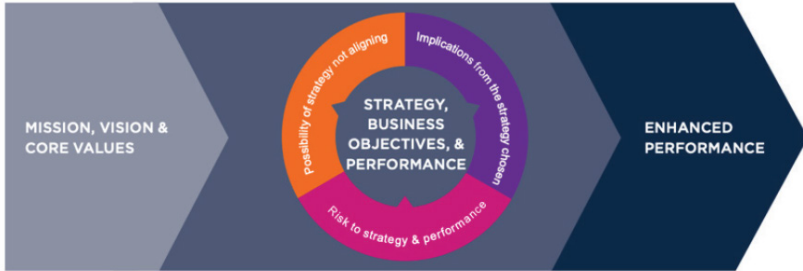 MISSION, VISION &
CORE VALUES
Possibility of strategy not aligning
Implications from the strategy chosen
STRATEGY,
BUSINESS
OBJECTIVES, &
PERFORMANCE
Risk to strategy & performance
ENHANCED
PERFORMANCE